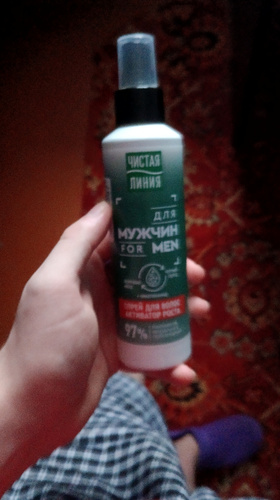 ЧИСТАЯ
ЛИНИЯ
ДЛЯ
МУЖЧИН
FOR MEN
СПРЕЙ ДЛЯ ВОЛОС
АКТИВАТОР РОСТА
97%